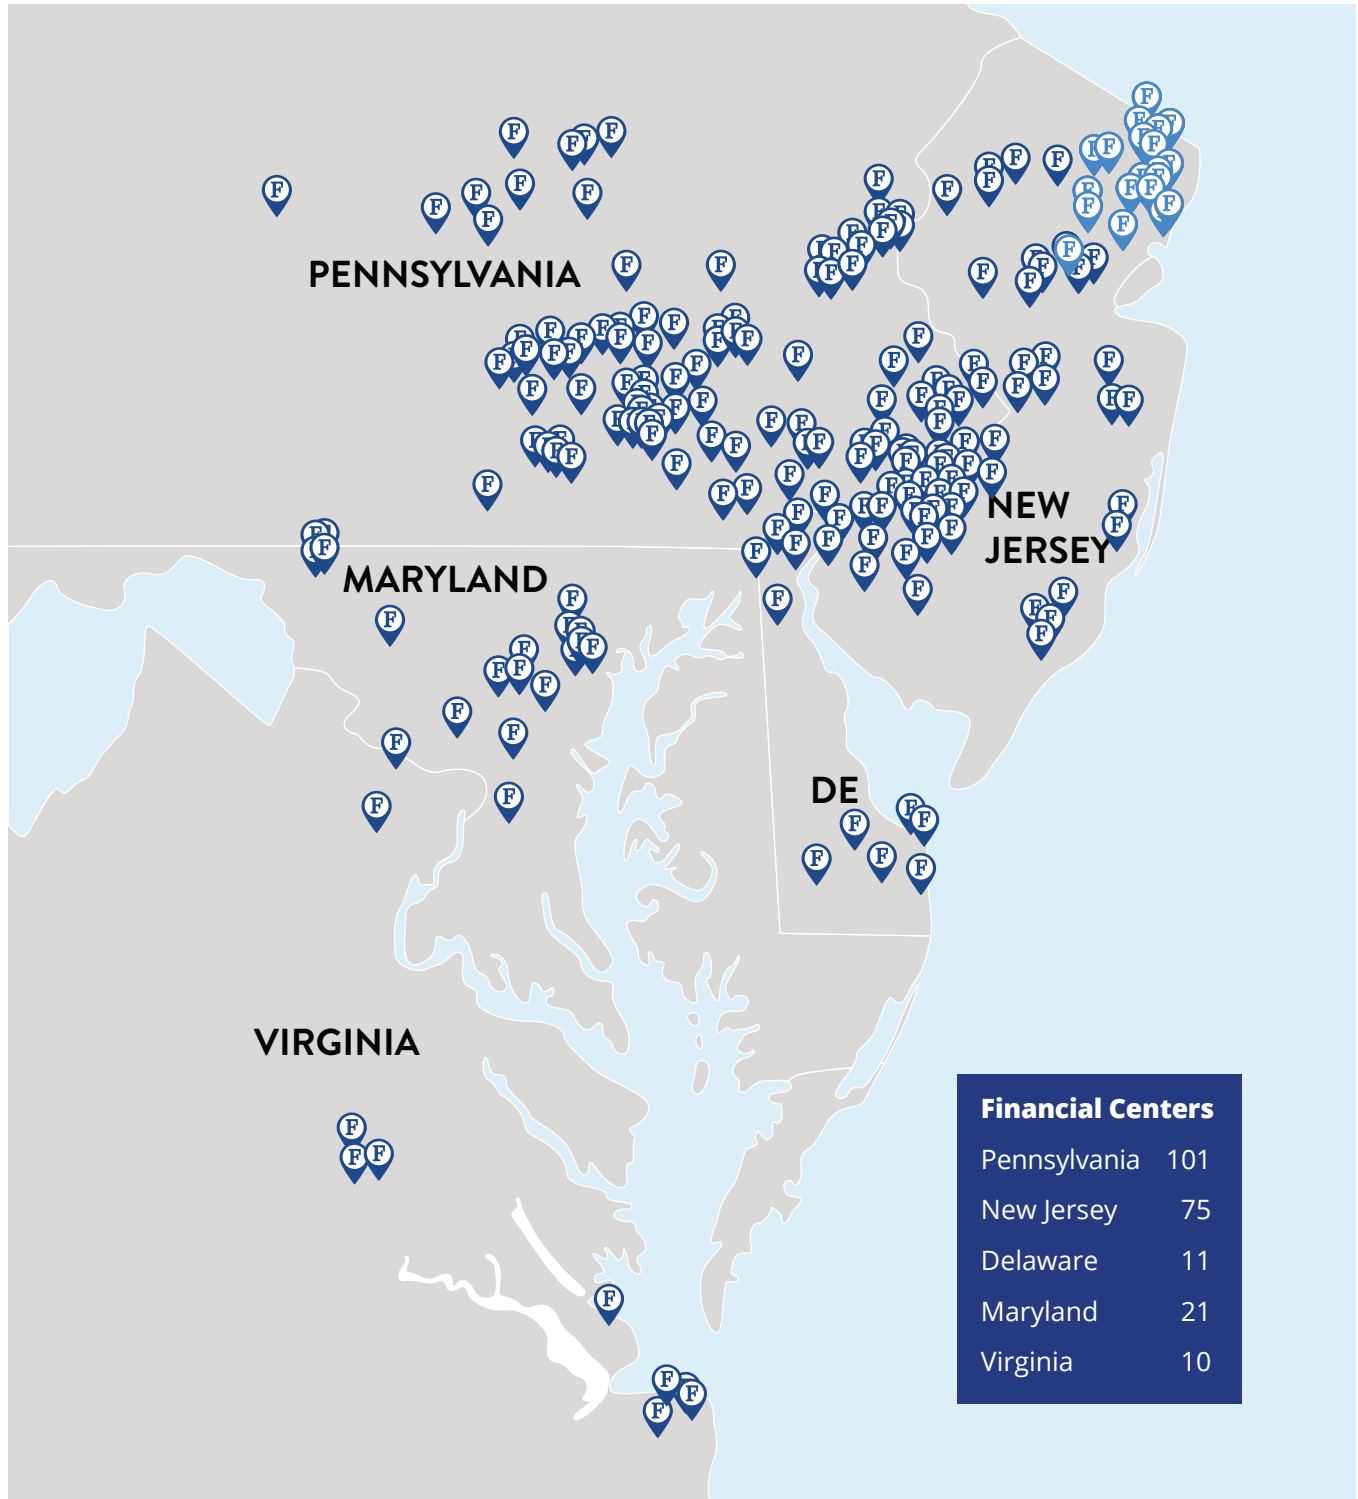 PENNSYLVANIA
MARYLAND
NEW
JERSEY
DE
VIRGINIA
Financial Centers
Pennsylvania 101
New Jersey 75
Delaware 11
Maryland 21
Virginia 10